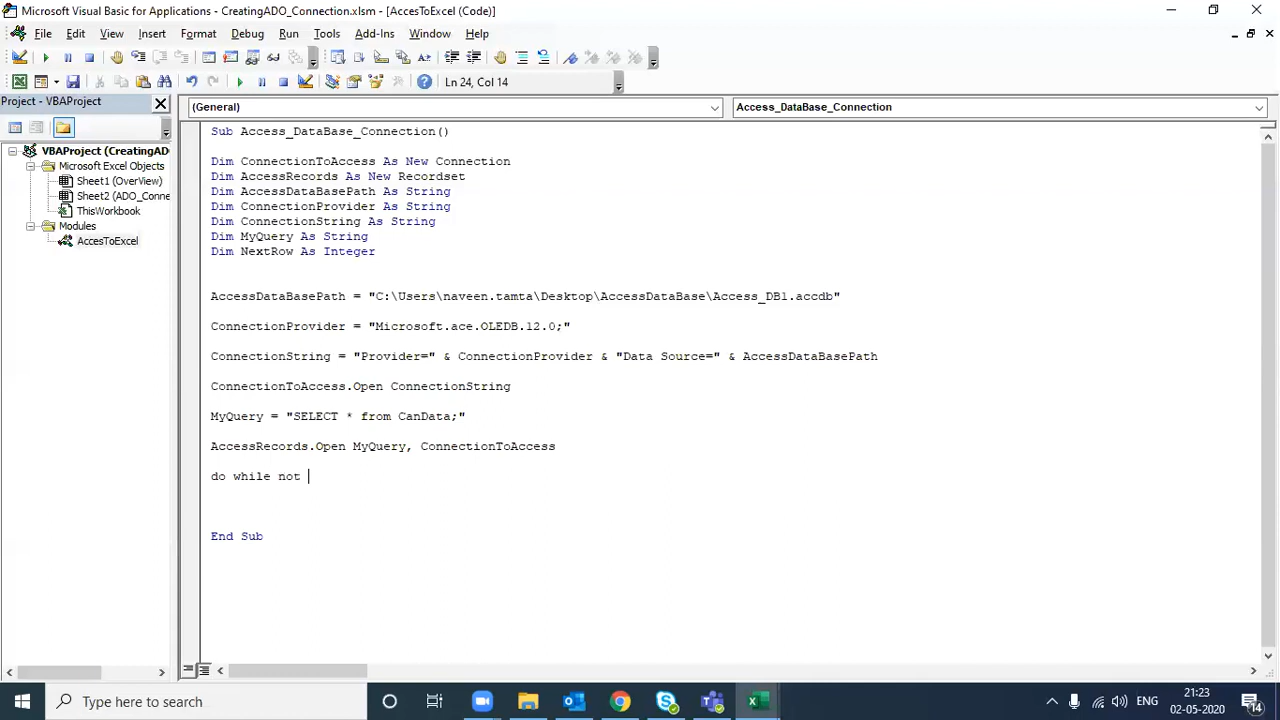 Microsoft Visual Basic for Applications - CreatingADO_Connection.xlsm - [AccesToExcel (Code)]
File Edit View Insert Format Debug Run Tools Add-Ins Window Help
Ln 24, Col 14
Project - VBAProject
(General)
Access_DataBase_Connection
VBAProject (CreatingAD
Microsoft Excel Objects
Sheet1 (OverView)
Sheet2 (ADO_Conne
ThisWorkbook
Modules
AccesToExcel
Sub Access_DataBase_Connection()
Dim ConnectionToAccess As New Connection
Dim AccessRecords As New Recordset
Dim AccessDataBasePath As String
Dim ConnectionProvider As String
Dim ConnectionString As String
Dim MyQuery As String
Dim NextRow As Integer
AccessDataBasePath = "C:\Users\naveen.tamta\Desktop\AccessDataBase\Access_DB1.accdb"
ConnectionProvider = "Microsoft.ace.OLEDB.12.0;"
ConnectionString = "Provider=" & ConnectionProvider & "Data Source=" & AccessDataBasePath
ConnectionToAccess.Open ConnectionString
MyQuery = "SELECT * from CanData;"
AccessRecords.Open MyQuery, ConnectionToAccess
do while not
End Sub
Type here to search
ENG
21:23
02-05-2020
14